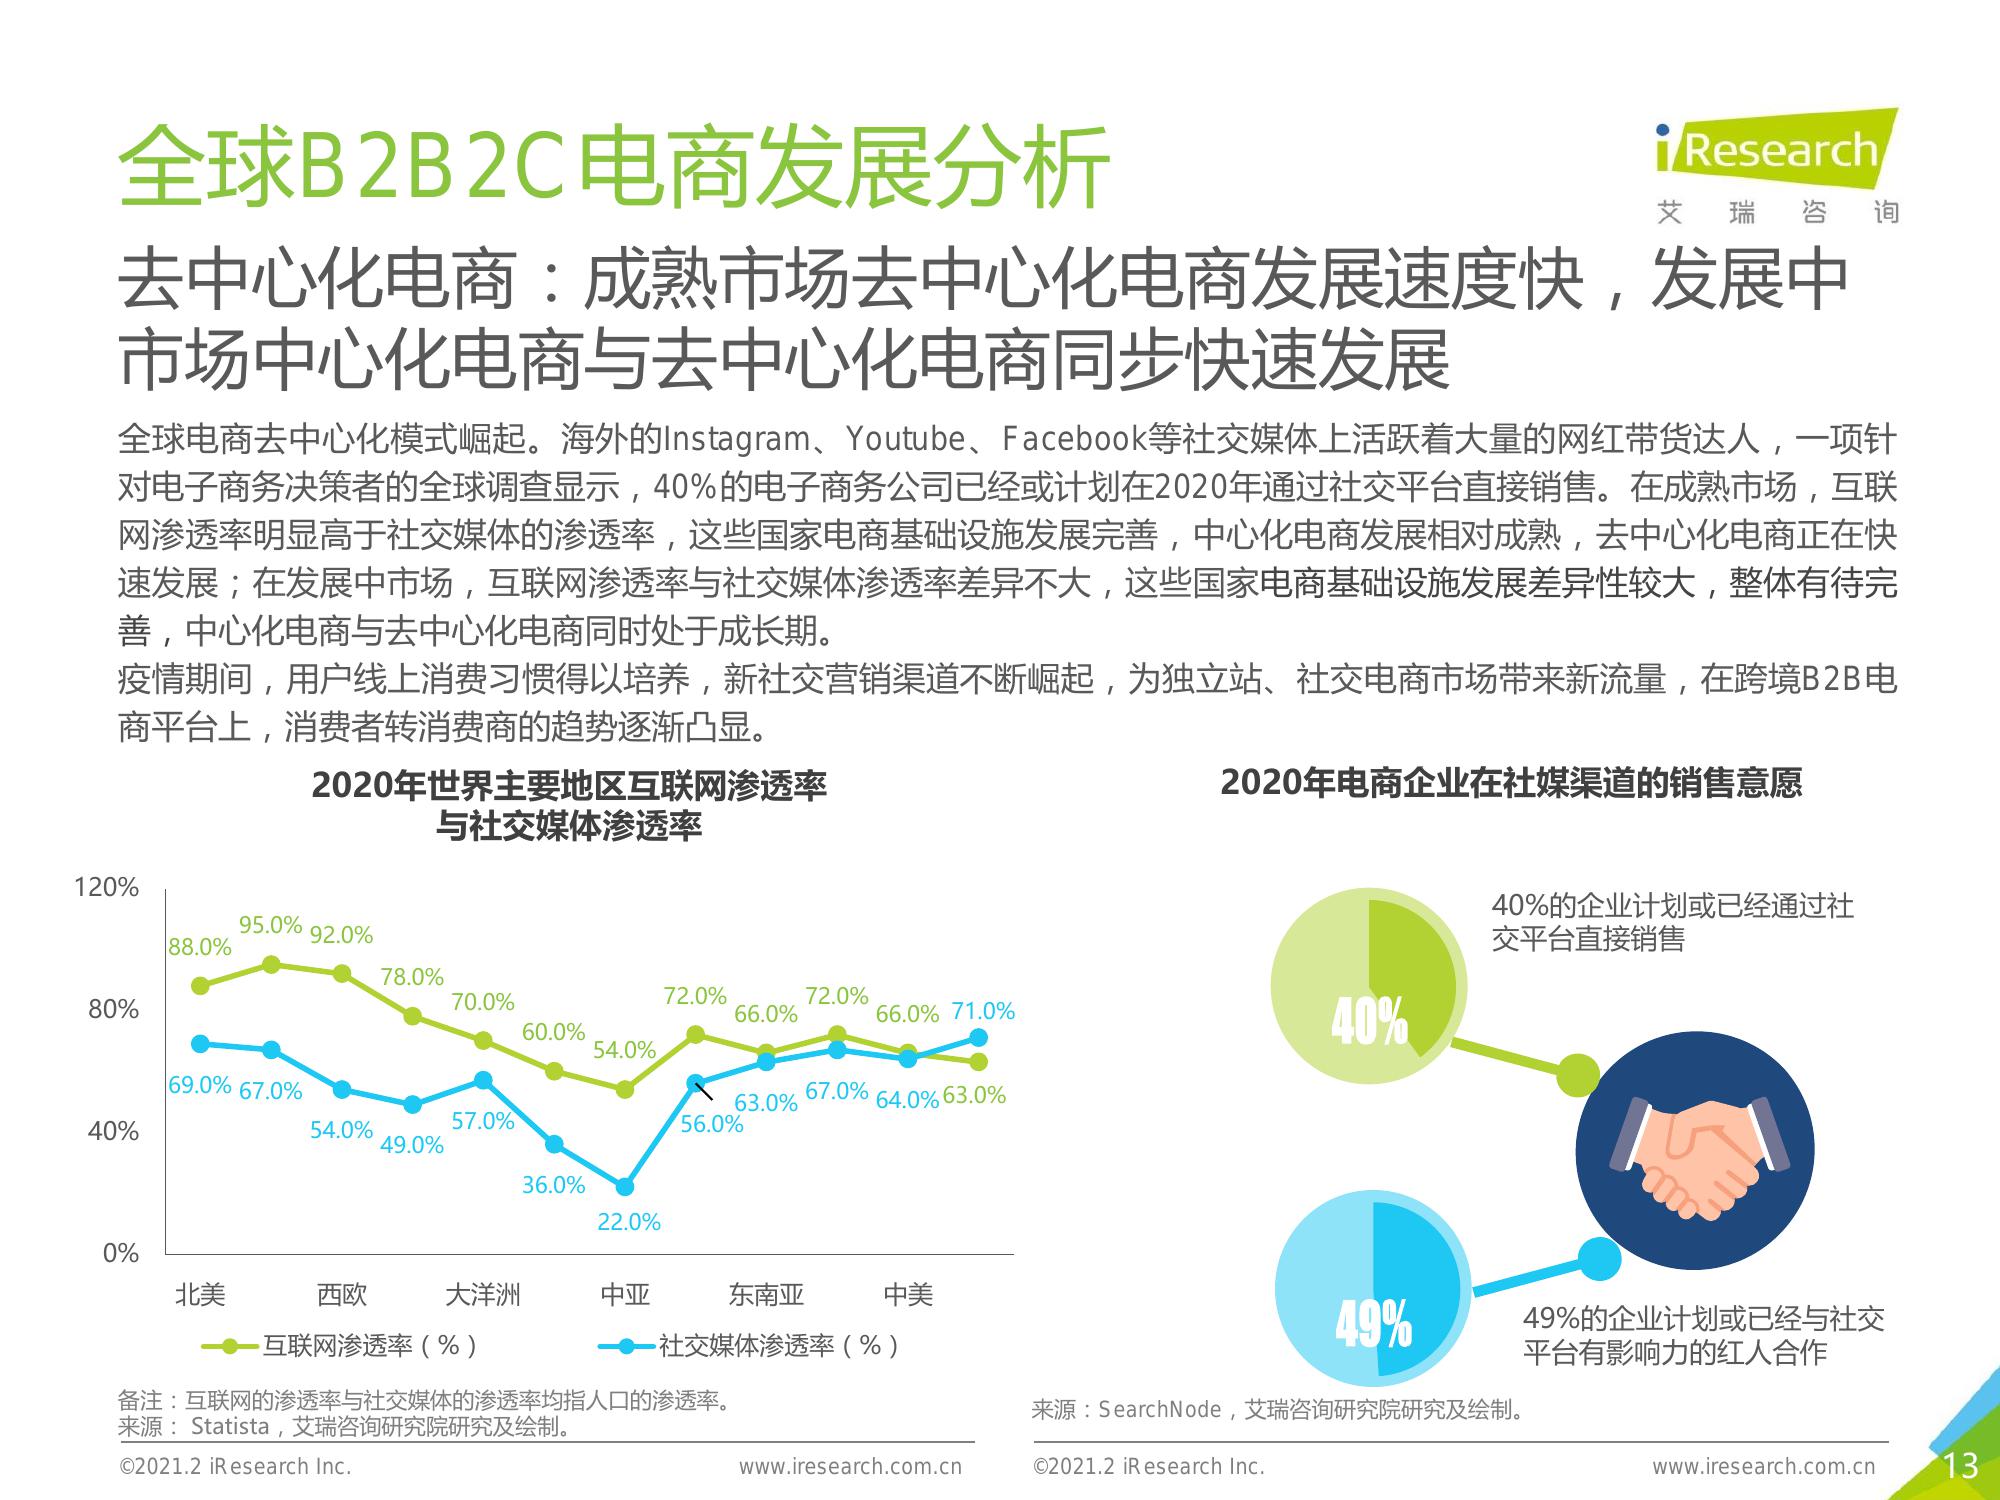 全球B2B2C电商发展分析
iResearch
艾 瑞 咨 询
去中心化电商：成熟市场去中心化电商发展速度快，发展中
市场中心化电商与去中心化电商同步快速发展
全球电商去中心化模式崛起。海外的Instagram、Youtube、Facebook等社交媒体上活跃着大量的网红带货达人，一项针
对电子商务决策者的全球调查显示，40%的电子商务公司已经或计划在2020年通过社交平台直接销售。在成熟市场，互联
网渗透率明显高于社交媒体的渗透率，这些国家电商基础设施发展完善，中心化电商发展相对成熟，去中心化电商正在快
速发展；在发展中市场，互联网渗透率与社交媒体渗透率差异不大，这些国家电商基础设施发展差异性较大，整体有待完
善，中心化电商与去中心化电商同时处于成长期。
疫情期间，用户线上消费习惯得以培养，新社交营销渠道不断崛起，为独立站、社交电商市场带来新流量，在跨境B2B电
商平台上，消费者转消费商的趋势逐渐凸显。
2020年世界主要地区互联网渗透率
与社交媒体渗透率
120%
80%
40%
0%
88.0%
95.0%
92.0%
78.0%
70.0%
60.0%
54.0%
72.0%
66.0%
72.0%
66.0%
63.0%
69.0%
67.0%
54.0%
49.0%
57.0%
36.0%
22.0%
56.0%
63.0%
67.0%
64.0%
71.0%
北美
西欧
大洋洲
中亚
东南亚
中美
互联网渗透率（%）
社交媒体渗透率（%）
备注：互联网的渗透率与社交媒体的渗透率均指人口的渗透率。
来源： Statista，艾瑞咨询研究院研究及绘制。
©2021.2 iResearch Inc.
www.iresearch.com.cn
2020年电商企业在社媒渠道的销售意愿
40%的企业计划或已经通过社
交平台直接销售
40%
49%
49%的企业计划或已经与社交
平台有影响力的红人合作
来源：SearchNode，艾瑞咨询研究院研究及绘制。
©2021.2 iResearch Inc.
www.iresearch.com.cn
13